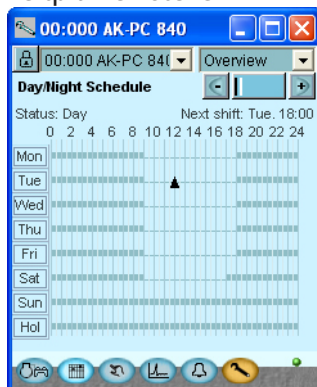 00:000 AK-PC 840
00:000 AK-PC 84( Overview
Day/Night Schedule
Status: Day Next shift: Tue. 18:00
0 2 4 6 8 10 12 14 16 18 20 22 24
Mon
Tue
Wed
Thu
Fri
Sat
Sun
Hol